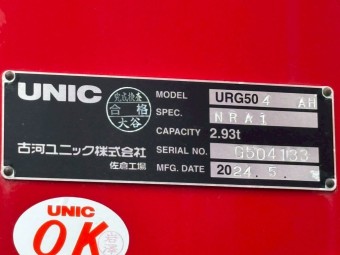 UNIC
完成検査
合格
大谷
MODEL URG504 AH
SPEC. NRA1
CAPACITY 2.93t
古河ユニック株式会社
佐倉工場
SERIAL NO. G504133
MFG. DATE 2024.5.
UNIC
OK